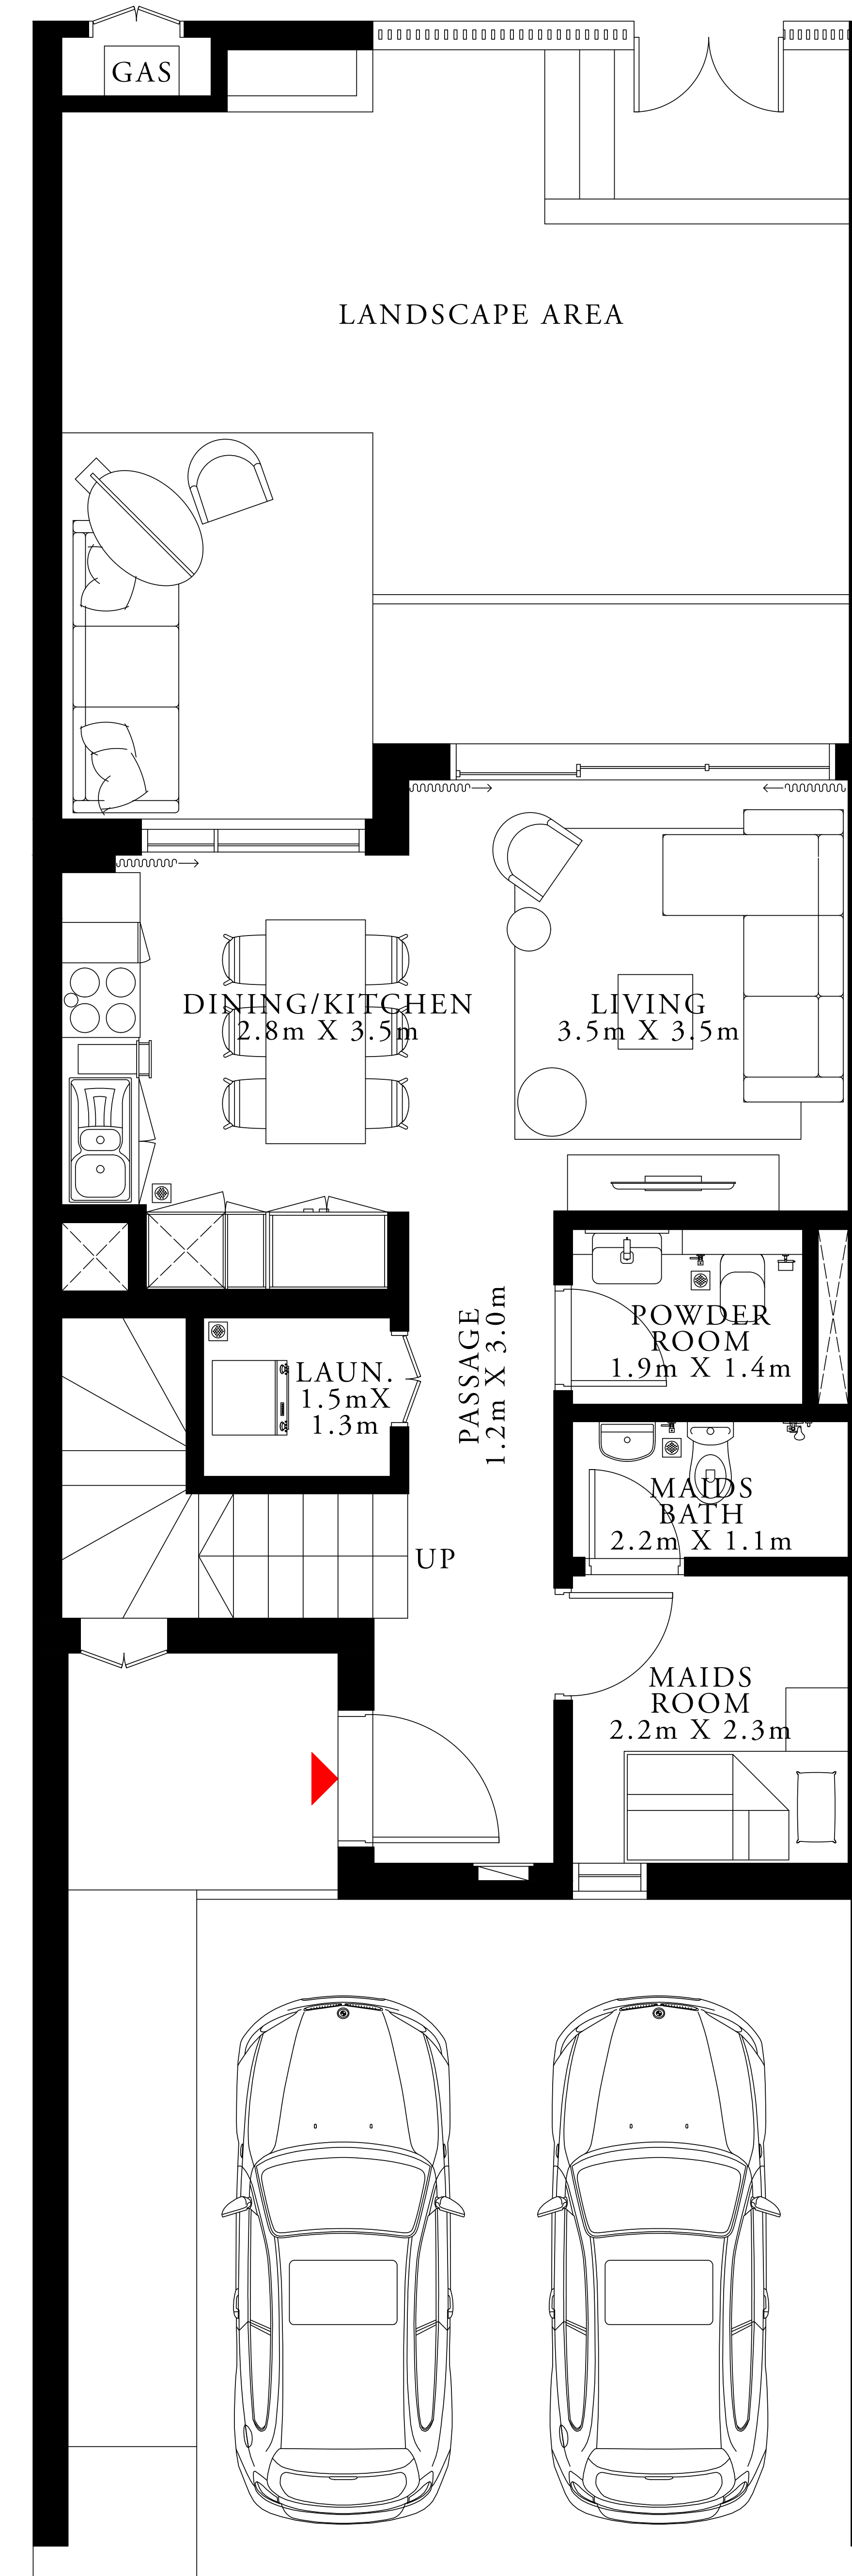 GAS
LANDSCAPE AREA
DINING/KITCHEN
2.8m X 3.5m
LIVING
3.5m X 3.5m
PASSAGE
1.2m X 3.0m
POWDER
ROOM
1.9m X 1.4m
LAUN.
1.5mX
1.3m
MAIDS
BATH
2.2m X 1.1m
UP
MAIDS
ROOM
2.2m X 2.3m